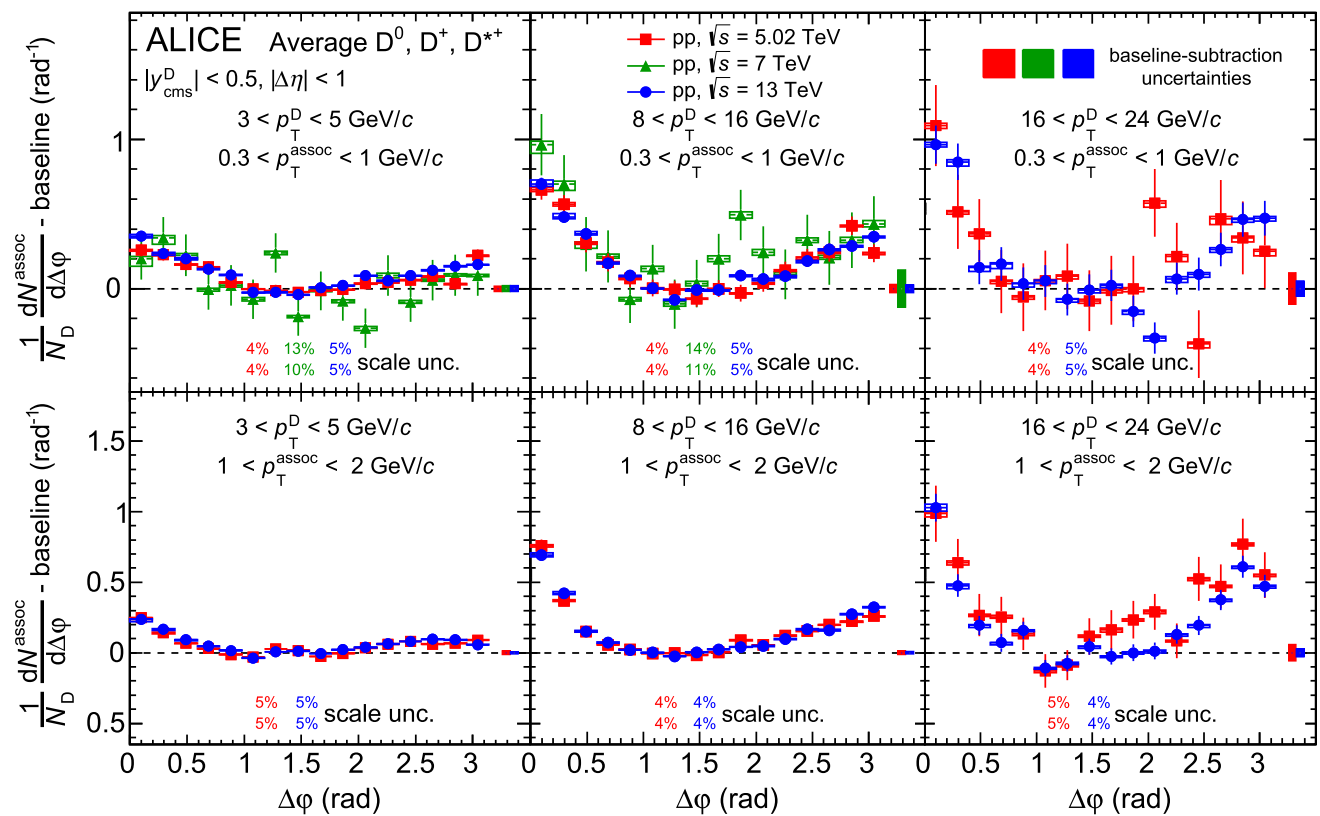 ALICE Average D⁰, D⁺, D*⁺
|y^D_cms| < 0.5, |Δη| < 1
3 < p_T^D < 5 GeV/c
0.3 < p_T^assoc < 1 GeV/c
4% 13% 5%
4% 10% 5%
scale unc.
pp, √s = 5.02 TeV
pp, √s = 7 TeV
pp, √s = 13 TeV
8 < p_T^D < 16 GeV/c
0.3 < p_T^assoc < 1 GeV/c
4% 14% 5%
4% 11% 5%
scale unc.
baseline-subtraction
uncertainties
16 < p_T^D < 24 GeV/c
0.3 < p_T^assoc < 1 GeV/c
4% 5%
4% 5%
scale unc.
1
0
1/N_D dN^assoc/dΔφ - baseline (rad⁻¹)
3 < p_T^D < 5 GeV/c
1 < p_T^assoc < 2 GeV/c
5% 5%
5% 5%
scale unc.
8 < p_T^D < 16 GeV/c
1 < p_T^assoc < 2 GeV/c
4% 4%
4% 4%
scale unc.
16 < p_T^D < 24 GeV/c
1 < p_T^assoc < 2 GeV/c
5% 4%
5% 4%
scale unc.
1.5
1
0.5
0
0.5
1/N_D dN^assoc/dΔφ - baseline (rad⁻¹)
0 0.5 1 1.5 2 2.5 3
0 0.5 1 1.5 2 2.5 3
0 0.5 1 1.5 2 2.5 3
Δφ (rad)
Δφ (rad)
Δφ (rad)